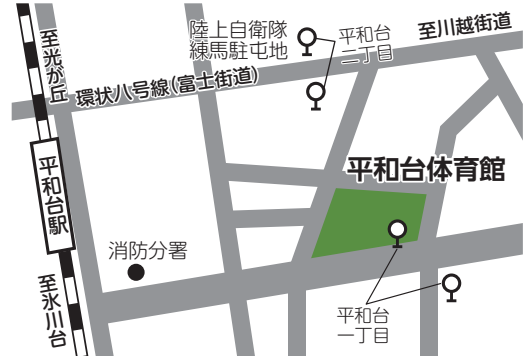 陸上自衛隊
練馬駐屯地
平和台
二丁目
至川越街道
至光が丘
環状八号線(富士街道)
平和台体育館
平和台駅
消防分署
至氷川台
平和台
一丁目